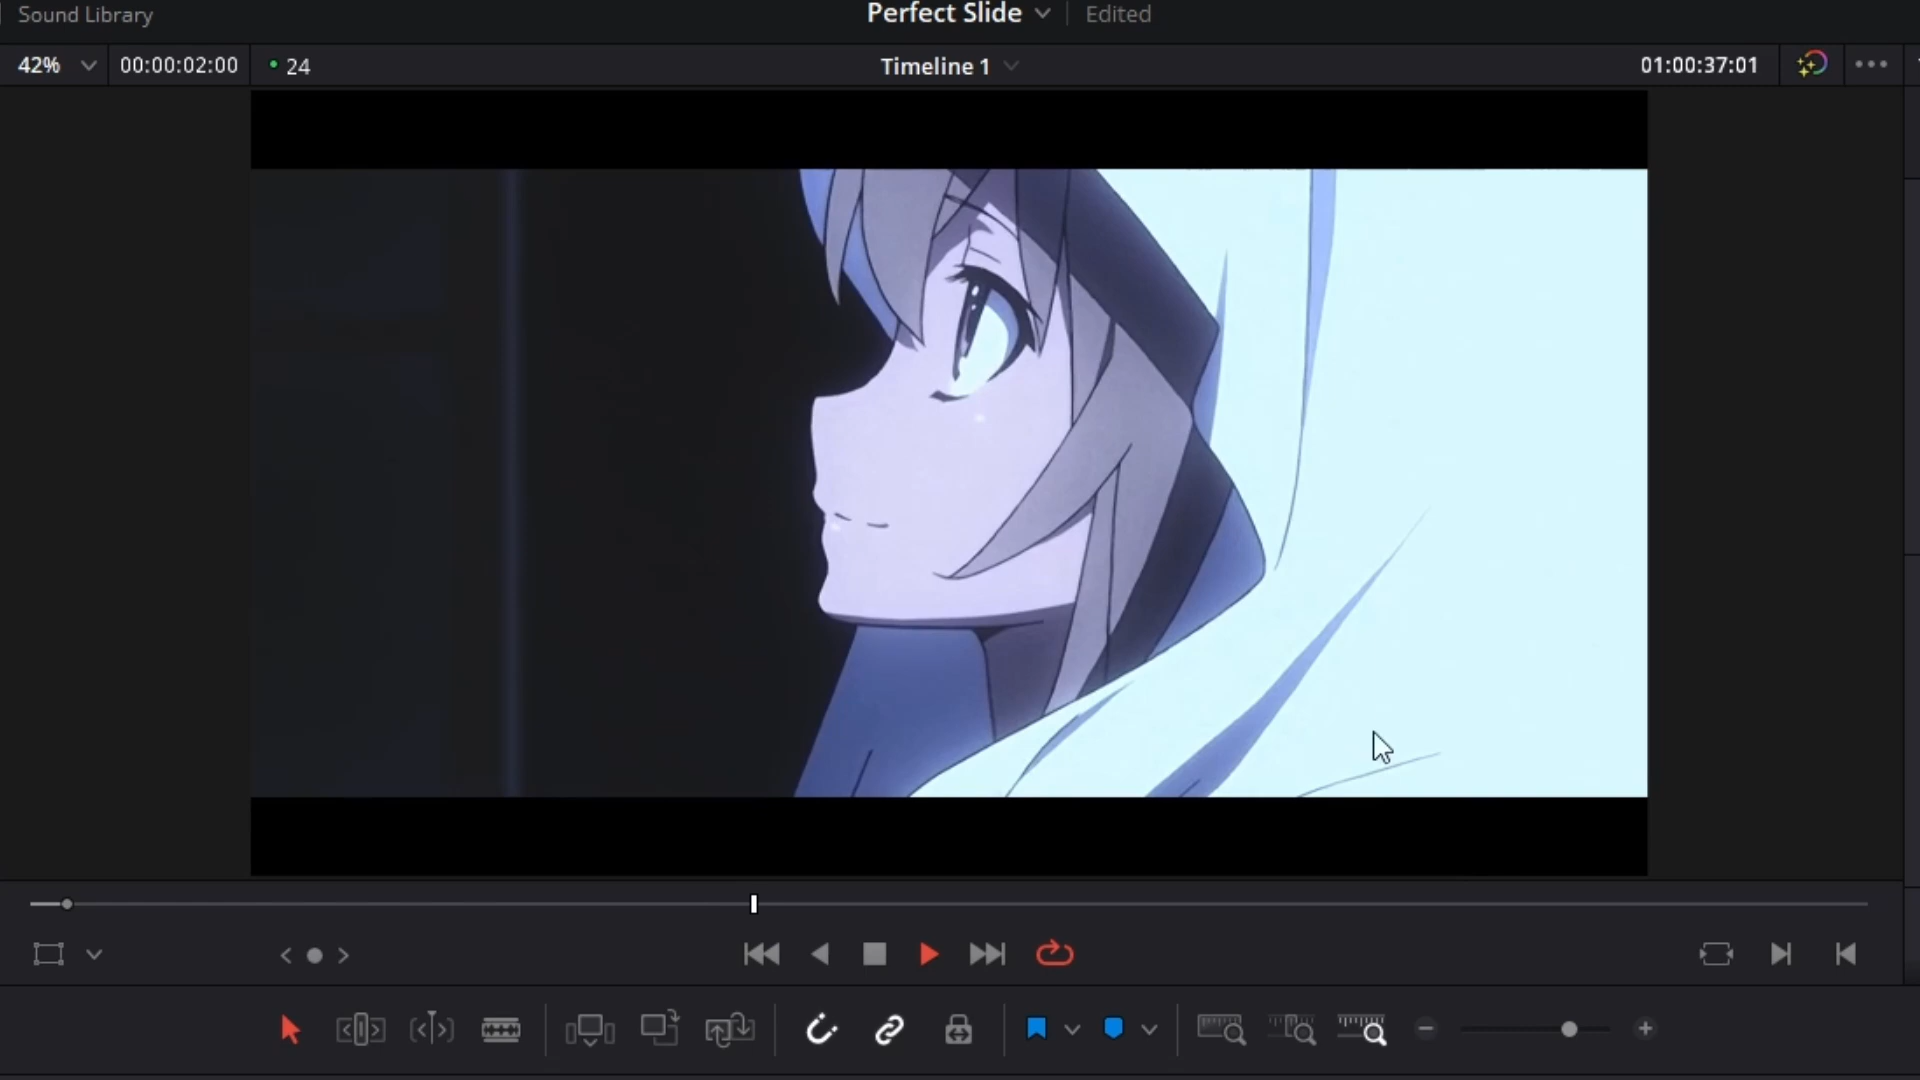 Sound Library
Perfect Slide
Edited
42%
00:00:02:00
24
Timeline 1
01:00:37:01